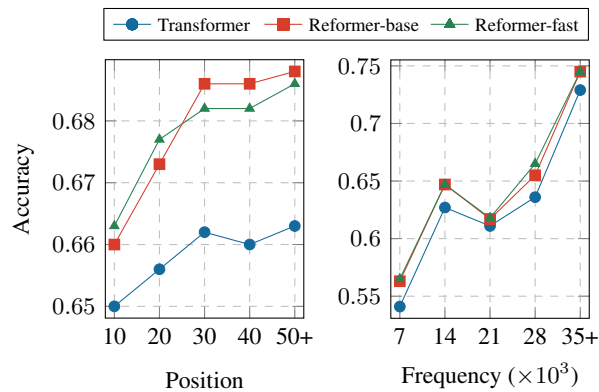 Transformer Reformer-base Reformer-fast
Accuracy
0.68
0.67
0.66
0.65
10 20 30 40 50+
Position
0.75
0.7
0.65
0.6
0.55
7 14 21 28 35+
Frequency (×10³)